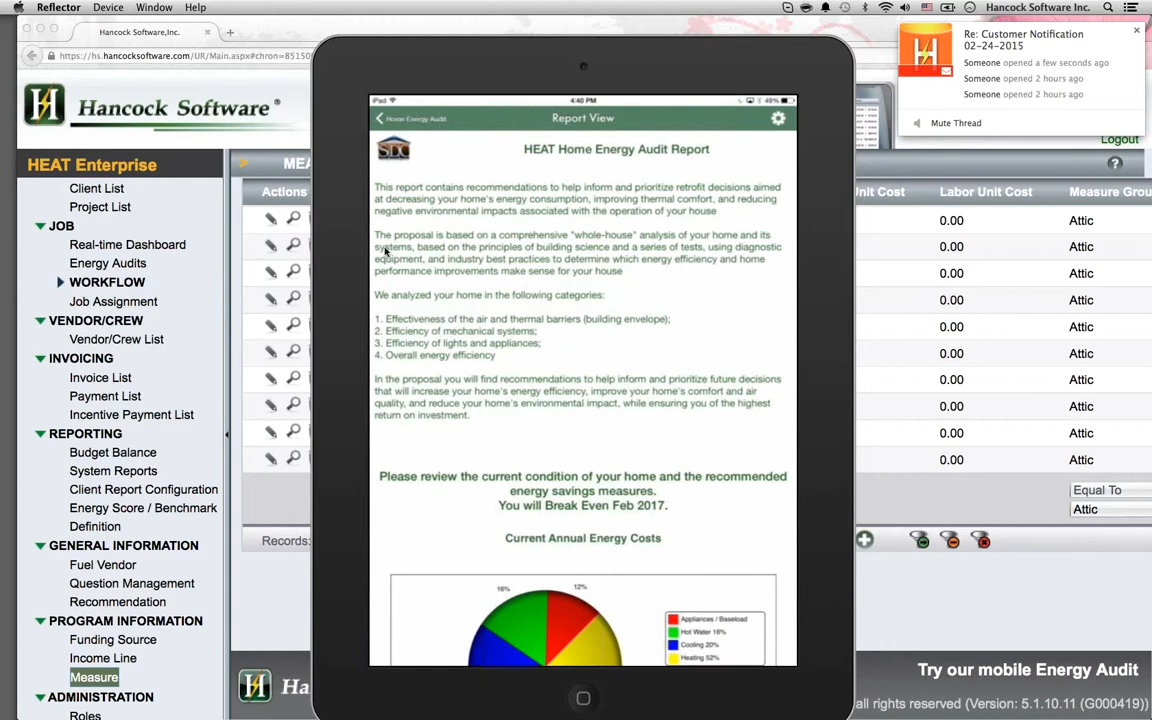 Reflector Device Window Help Hancock Software Inc.
Hancock Software,Inc.
https://hs.hancocksoftware.com/UR/Main.aspx#chron=85150
Re: Customer Notification
02-24-2015
Someone opened a few seconds ago
Someone opened 2 hours ago
Someone opened 2 hours ago
Mute Thread
Hancock Software®
Logout
HEAT Enterprise
Client List
Project List
JOB
Real-time Dashboard
Energy Audits
WORKFLOW
Job Assignment
VENDOR/CREW
Vendor/Crew List
INVOICING
Invoice List
Payment List
Incentive Payment List
REPORTING
Budget Balance
System Reports
Client Report Configuration
Energy Score / Benchmark
Definition
GENERAL INFORMATION
Fuel Vendor
Question Management
Recommendation
PROGRAM INFORMATION
Funding Source
Income Line
Measure
ADMINISTRATION
Roles
MEA
Actions
Records:
Ha
iPad 4:40 PM 49%
Home Energy Audit Report View
SDC
HEAT Home Energy Audit Report
This report contains recommendations to help inform and prioritize retrofit decisions aimed
at decreasing your home's energy consumption, improving thermal comfort, and reducing
negative environmental impacts associated with the operation of your house
The proposal is based on a comprehensive "whole-house" analysis of your home and its
systems, based on the principles of building science and a series of tests, using diagnostic
equipment, and industry best practices to determine which energy efficiency and home
performance improvements make sense for your house
We analyzed your home in the following categories:
1. Effectiveness of the air and thermal barriers (building envelope);
2. Efficiency of mechanical systems;
3. Efficiency of lights and appliances;
4. Overall energy efficiency
In the proposal you will find recommendations to help inform and prioritize future decisions
that will increase your home's energy efficiency, improve your home's comfort and air
quality, and reduce your home's environmental impact, while ensuring you of the highest
return on investment.
Please review the current condition of your home and the recommended
energy savings measures.
You will Break Even Feb 2017.
Current Annual Energy Costs
16% 12%
Appliances / Baseload
Hot Water 16%
Cooling 20%
Heating 52%
Unit Cost Labor Unit Cost Measure Grou
0.00 Attic
0.00 Attic
0.00 Attic
0.00 Attic
0.00 Attic
0.00 Attic
0.00 Attic
0.00 Attic
0.00 Attic
0.00 Attic
Equal To
Attic
Try our mobile Energy Audit
all rights reserved (Version: 5.1.10.11 (G000419))